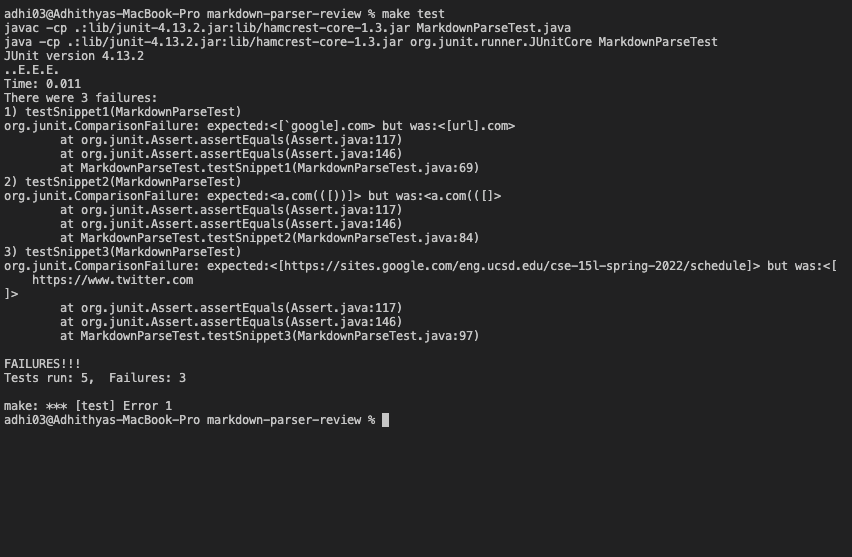 adhi03@Adhithyas-MacBook-Pro markdown-parser-review % make test
javac -cp .:lib/junit-4.13.2.jar:lib/hamcrest-core-1.3.jar MarkdownParseTest.java
java -cp .:lib/junit-4.13.2.jar:lib/hamcrest-core-1.3.jar org.junit.runner.JUnitCore MarkdownParseTest
JUnit version 4.13.2
..E.E.E.
Time: 0.011
There were 3 failures:
1) testSnippet1(MarkdownParseTest)
org.junit.ComparisonFailure: expected:<[`google].com> but was:<[url].com>
        at org.junit.Assert.assertEquals(Assert.java:117)
        at org.junit.Assert.assertEquals(Assert.java:146)
        at MarkdownParseTest.testSnippet1(MarkdownParseTest.java:69)
2) testSnippet2(MarkdownParseTest)
org.junit.ComparisonFailure: expected:<a.com(([))]> but was:<a.com(([]>
        at org.junit.Assert.assertEquals(Assert.java:117)
        at org.junit.Assert.assertEquals(Assert.java:146)
        at MarkdownParseTest.testSnippet2(MarkdownParseTest.java:84)
3) testSnippet3(MarkdownParseTest)
org.junit.ComparisonFailure: expected:<[https://sites.google.com/eng.ucsd.edu/cse-15l-spring-2022/schedule]> but was:<[
    https://www.twitter.com
]>
        at org.junit.Assert.assertEquals(Assert.java:117)
        at org.junit.Assert.assertEquals(Assert.java:146)
        at MarkdownParseTest.testSnippet3(MarkdownParseTest.java:97)

FAILURES!!!
Tests run: 5,  Failures: 3

make: *** [test] Error 1
adhi03@Adhithyas-MacBook-Pro markdown-parser-review %